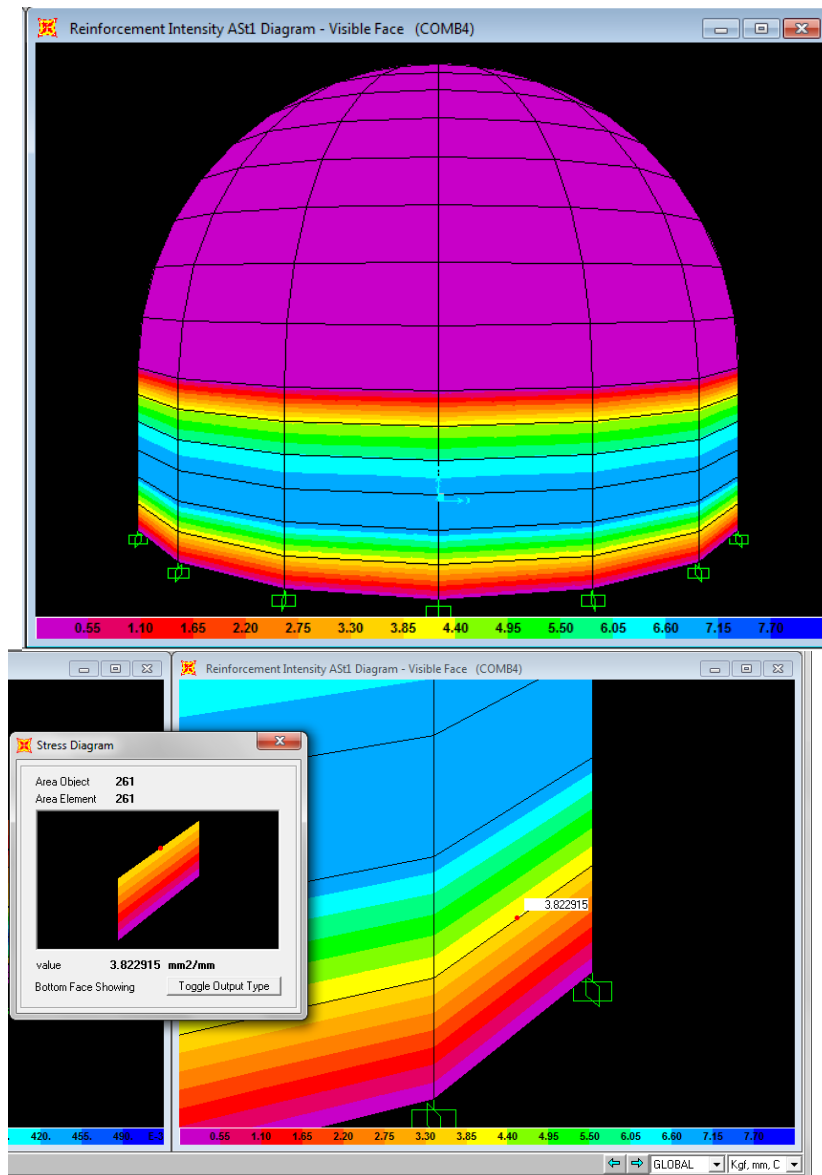 Reinforcement Intensity ASt1 Diagram - Visible Face (COMB4)
0.55 1.10 1.65 2.20 2.75 3.30 3.85 4.40 4.95 5.50 6.05 6.60 7.15 7.70
Reinforcement Intensity ASt1 Diagram - Visible Face (COMB4)
Stress Diagram
Area Object 261
Area Element 261
value 3.822915 mm2/mm
Bottom Face Showing Toggle Output Type
3.822915
420. 455. 490. E-3
0.55 1.10 1.65 2.20 2.75 3.30 3.85 4.40 4.95 5.50 6.05 6.60 7.15 7.70
GLOBAL Kgf, mm, C